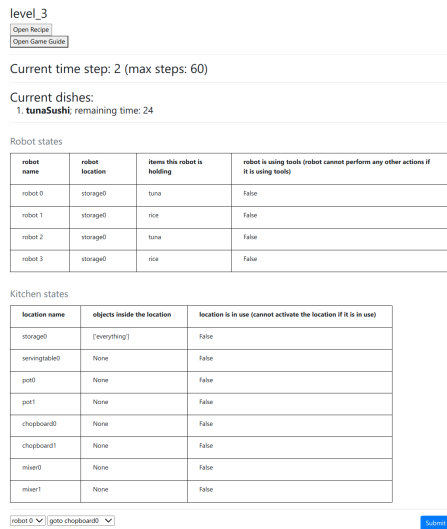 level_3
Open Recipe
Open Game Guide
Current time step: 2 (max steps: 60)
Current dishes:
1. tunaSushi; remaining time: 24
Robot states
robot name robot location items this robot is holding robot is using tools (robot cannot perform any other actions if it is using tools)
robot 0 storage0 tuna False
robot 1 storage0 rice False
robot 2 storage0 tuna False
robot 3 storage0 rice False
Kitchen states
location name objects inside the location location is in use (cannot activate the location if it is in use)
storage0 ['everything'] False
servingtable0 None False
pot0 None False
pot1 None False
chopboard0 None False
chopboard1 None False
mixer0 None False
mixer1 None False
robot 0 goto chopboard0 Submit